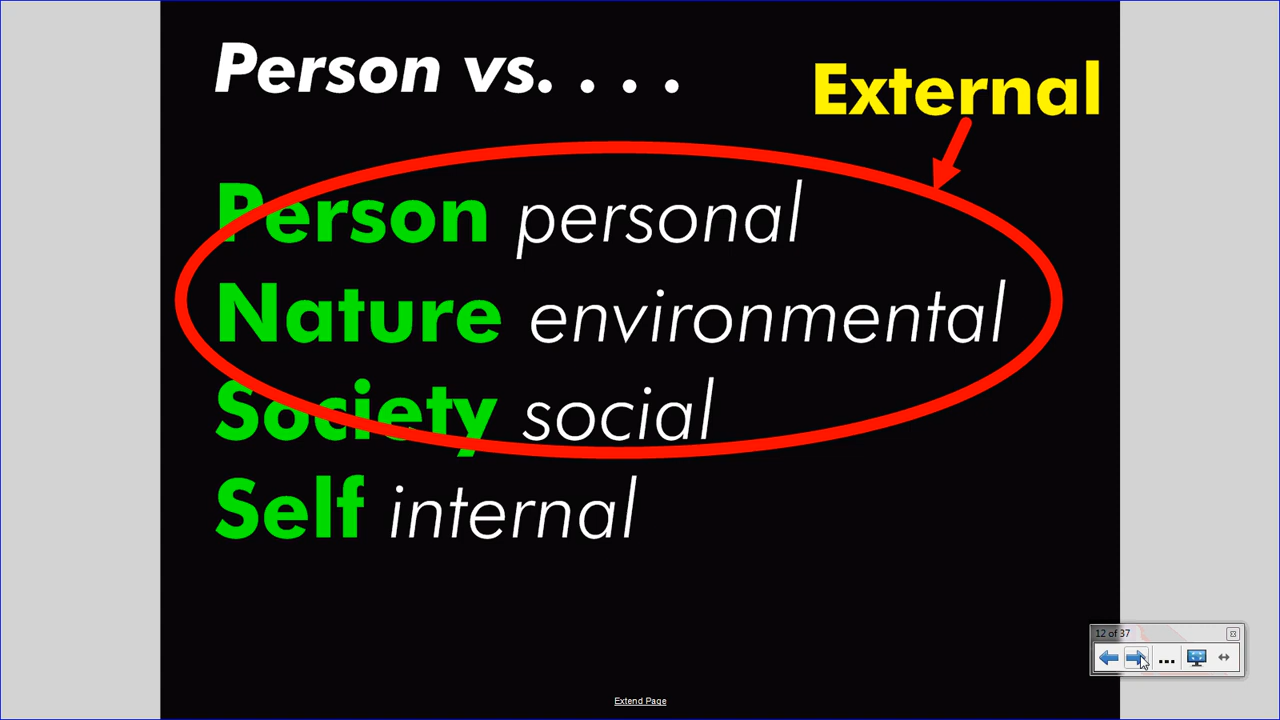 Person vs. . . .
External
Person personal
Nature environmental
Society social
Self internal
12 of 37
Extend Page